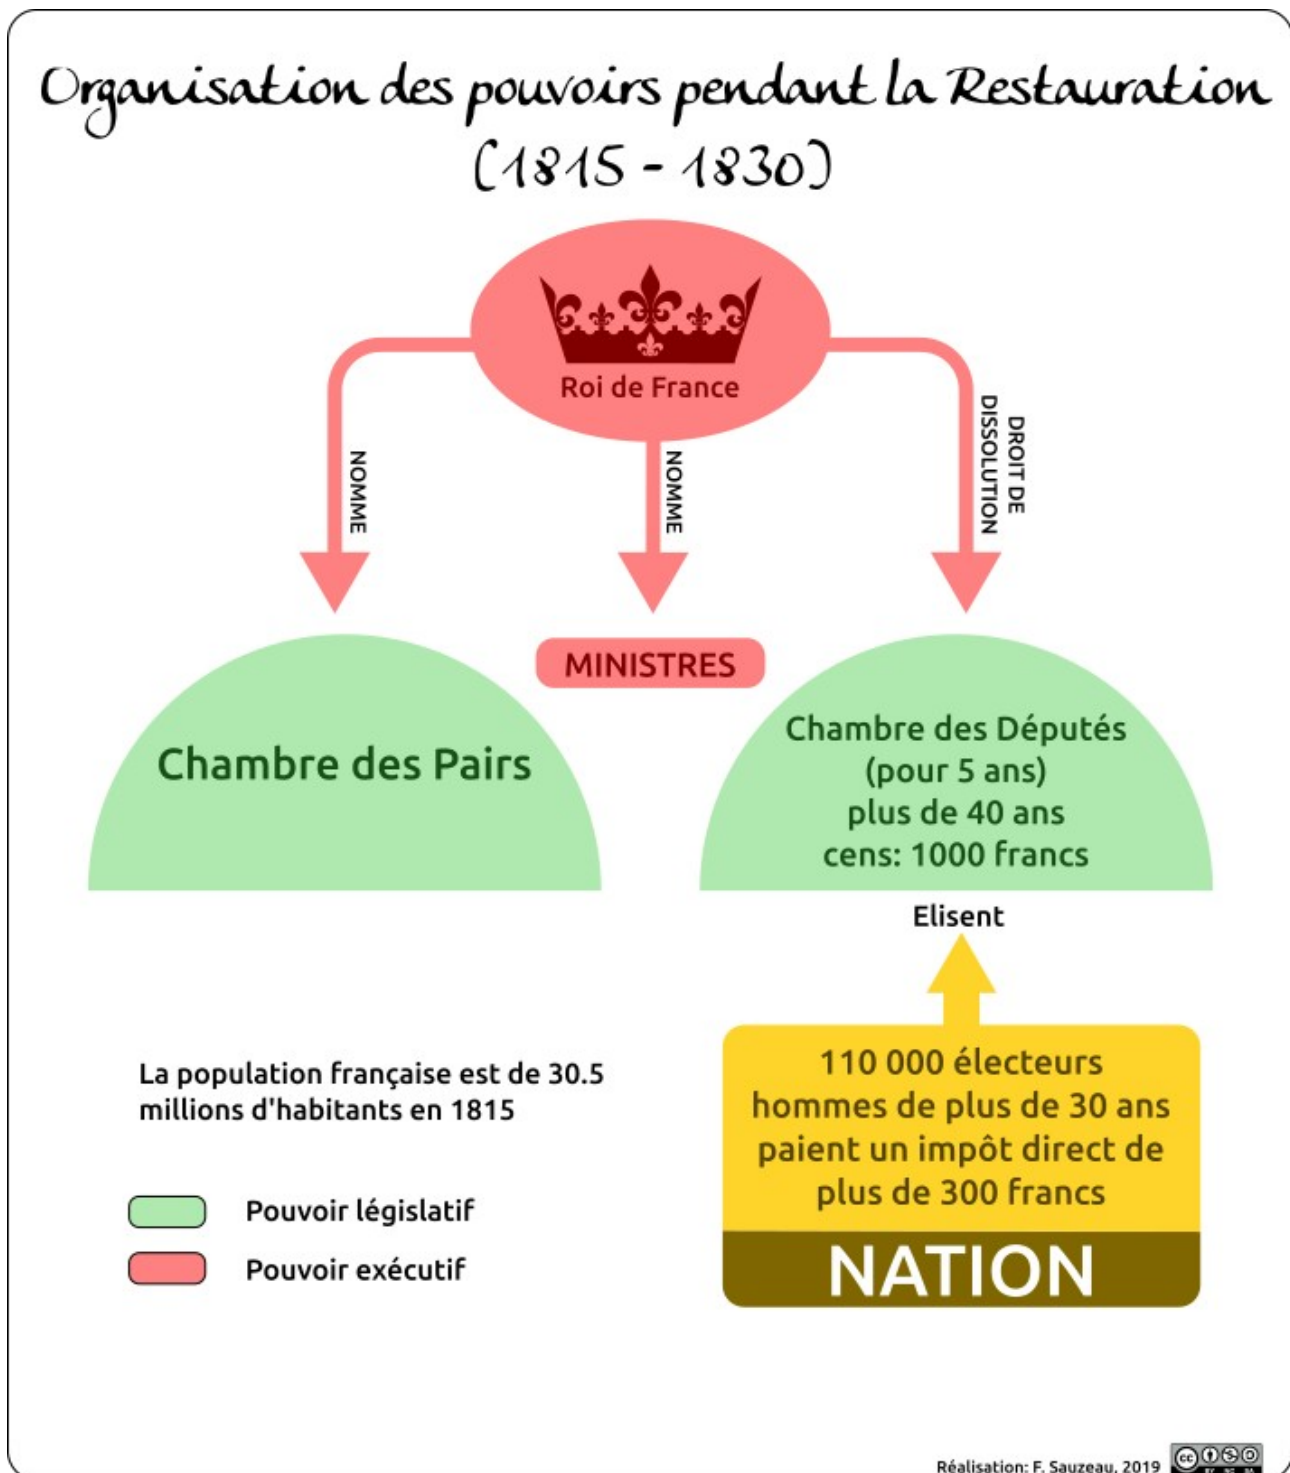 Organisation des pouvoirs pendant la Restauration
(1815 - 1830)
Roi de France
NOMME
NOMME
DROIT DE
DISSOLUTION
MINISTRES
Chambre des Pairs
Chambre des Députés
(pour 5 ans)
plus de 40 ans
cens: 1000 francs
Elisent
110 000 électeurs
hommes de plus de 30 ans
paient un impôt direct de
plus de 300 francs
NATION
La population française est de 30.5
millions d'habitants en 1815
Pouvoir législatif
Pouvoir exécutif
Réalisation: F. Sauzeau, 2019
cc